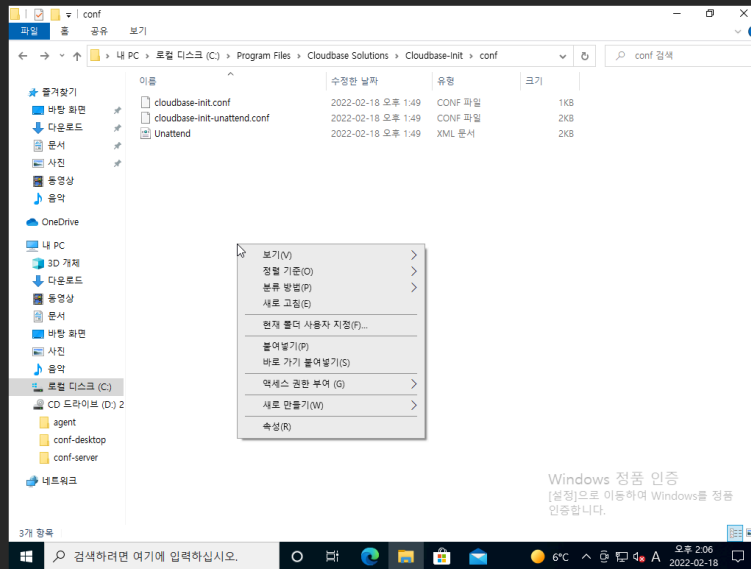 conf
파일
홈
공유
보기
내 PC > 로컬 디스크 (C:) > Program Files > Cloudbase Solutions > Cloudbase-Init > conf
conf 검색
이름 수정한 날짜 유형 크기
cloudbase-init.conf 2022-02-18 오후 1:49 CONF 파일 1KB
cloudbase-init-unattend.conf 2022-02-18 오후 1:49 CONF 파일 2KB
Unattend 2022-02-18 오후 1:49 XML 문서 2KB
즐겨찾기
바탕 화면
다운로드
문서
사진
동영상
음악
OneDrive
내 PC
3D 개체
다운로드
동영상
문서
바탕 화면
사진
음악
로컬 디스크 (C:)
CD 드라이브 (D:) 2
agent
conf-desktop
conf-server
네트워크
보기(V)
정렬 기준(O)
분류 방법(P)
새로 고침(E)
현재 폴더 사용자 지정(F)...
붙여넣기(P)
바로 가기 붙여넣기(S)
액세스 권한 부여 (G)
새로 만들기(W)
속성(R)
Windows 정품 인증
[설정]으로 이동하여 Windows를 정품
인증합니다.
3개 항목
검색하려면 여기에 입력하십시오.
6°C
A
오후 2:06
2022-02-18